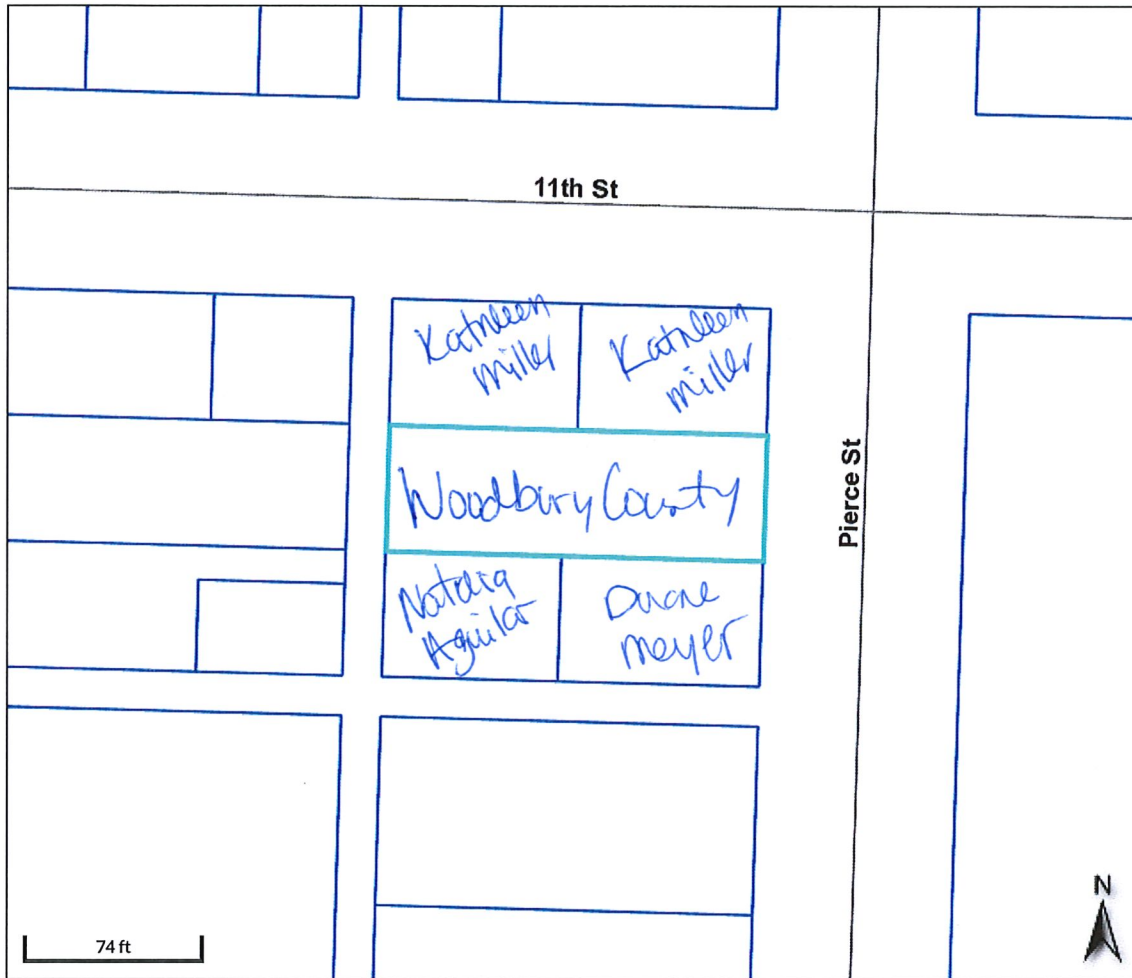 11th St
Kathleen
Miller
Kathleen
Miller
Woodbury County
Pierce St
Natalia
Aguilar
Duane
Meyer
N
74 ft